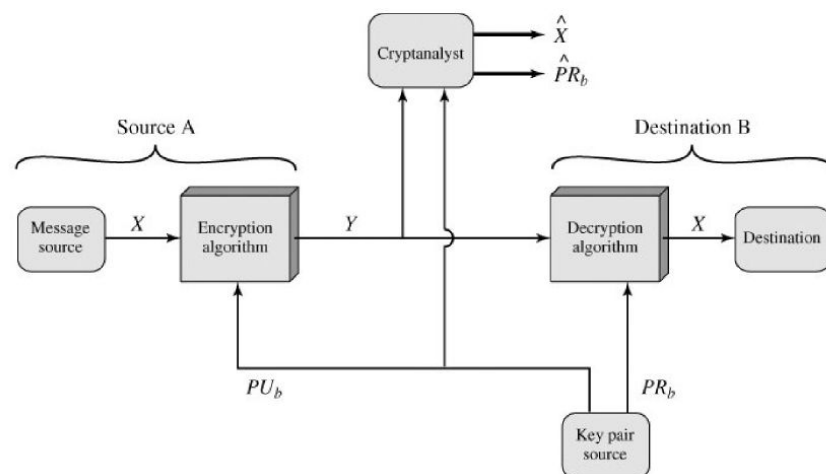 Cryptanalyst
X̂
P̂R_b
Source A
Destination B
Message
source
X
Encryption
algorithm
Y
Decryption
algorithm
X
Destination
PU_b
PR_b
Key pair
source